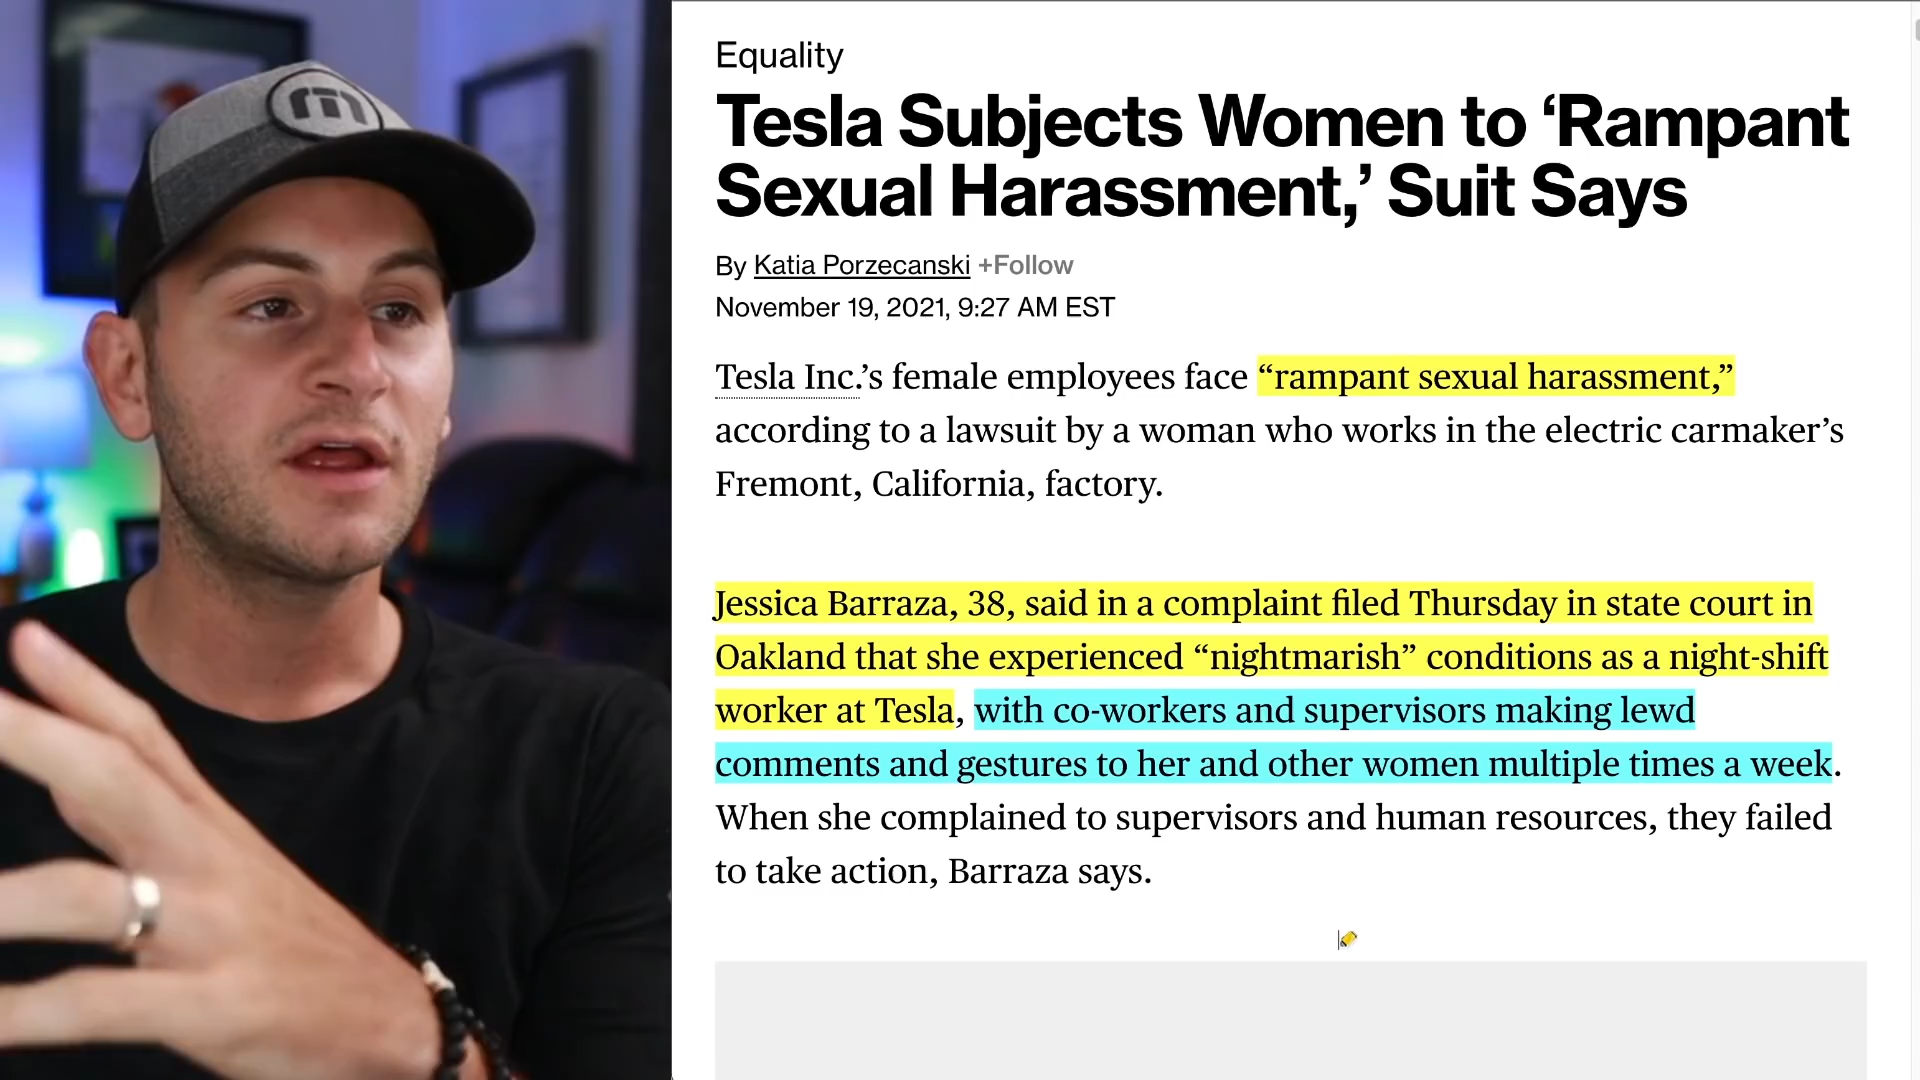 Equality
Tesla Subjects Women to ‘Rampant
Sexual Harassment,’ Suit Says
By Katia Porzecanski +Follow
November 19, 2021, 9:27 AM EST
Tesla Inc.’s female employees face “rampant sexual harassment,”
according to a lawsuit by a woman who works in the electric carmaker’s
Fremont, California, factory.
Jessica Barraza, 38, said in a complaint filed Thursday in state court in
Oakland that she experienced “nightmarish” conditions as a night-shift
worker at Tesla, with co-workers and supervisors making lewd
comments and gestures to her and other women multiple times a week.
When she complained to supervisors and human resources, they failed
to take action, Barraza says.